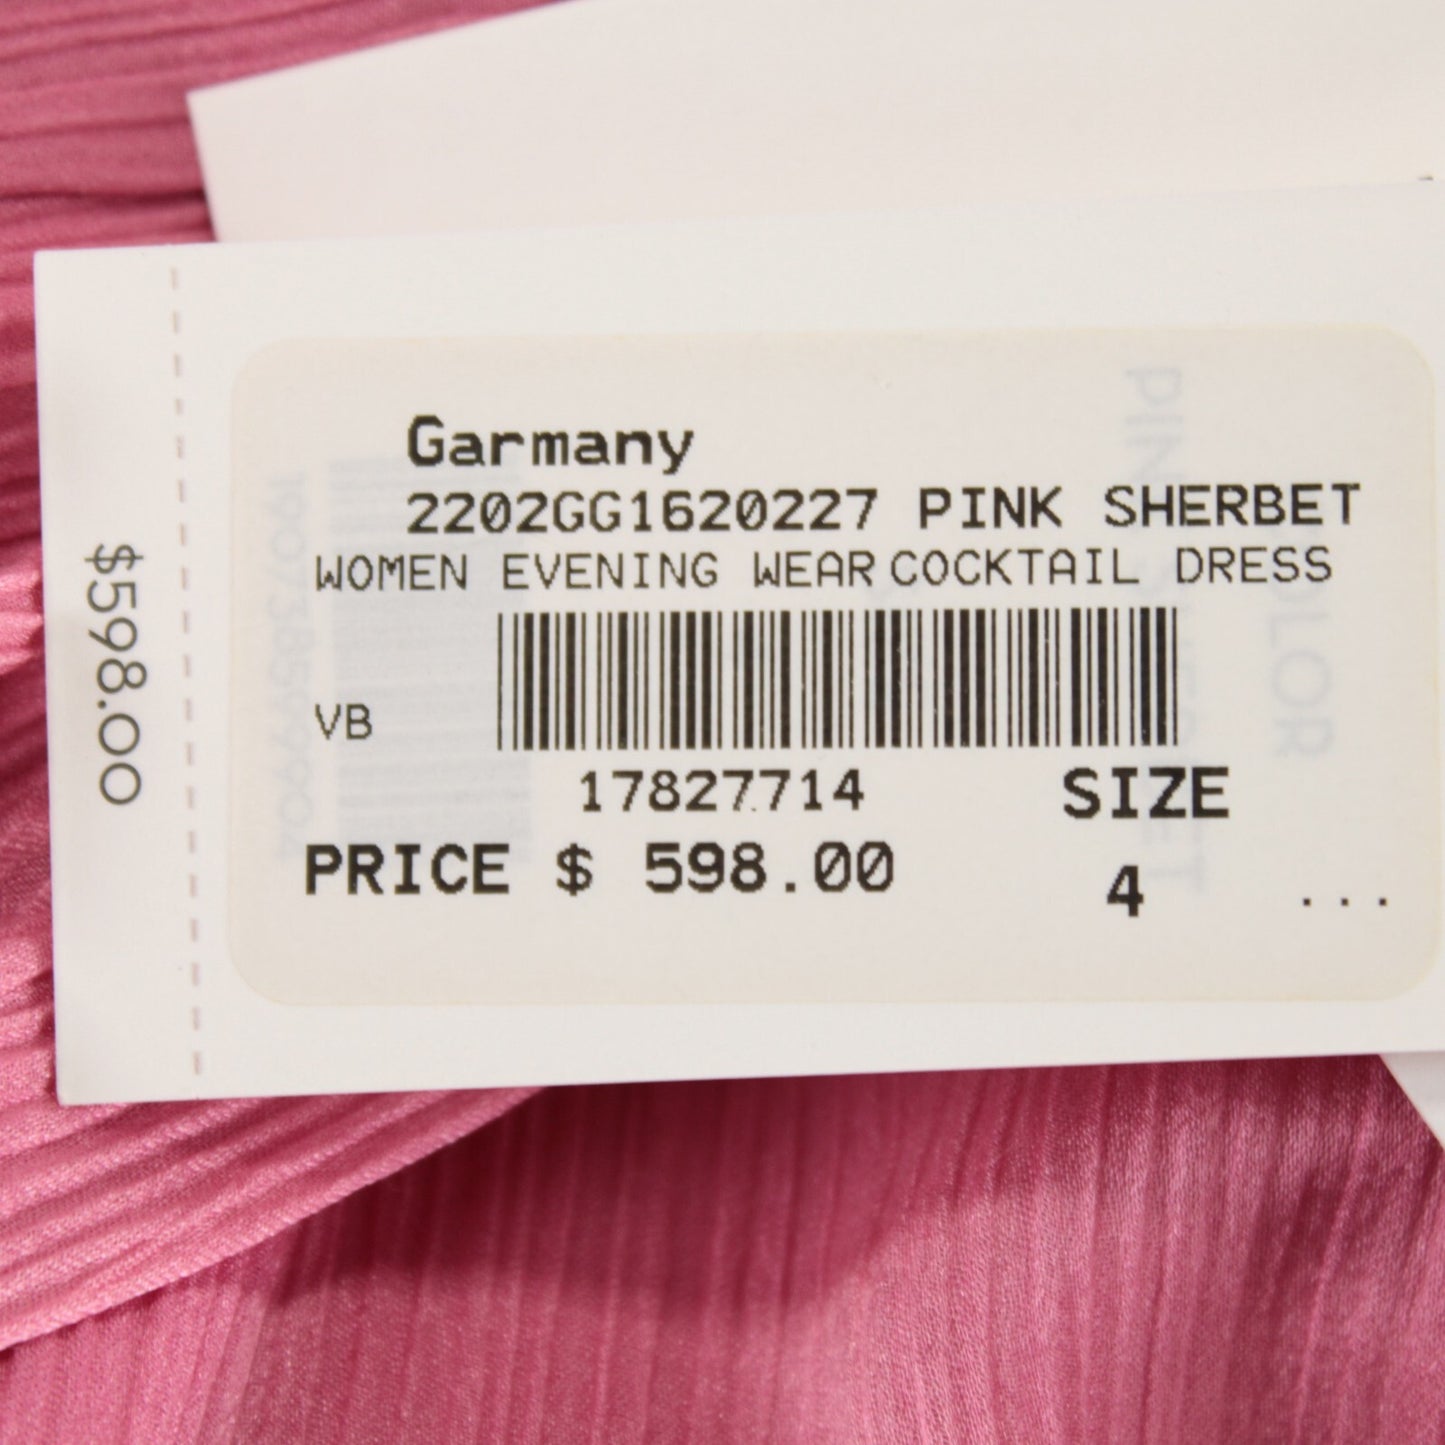 Garmany
2202GG1620227 PINK SHERBET
WOMEN EVENING WEAR COCKTAIL DRESS
VB
17827714
SIZE
PRICE $ 598.00
4
...
$598.00